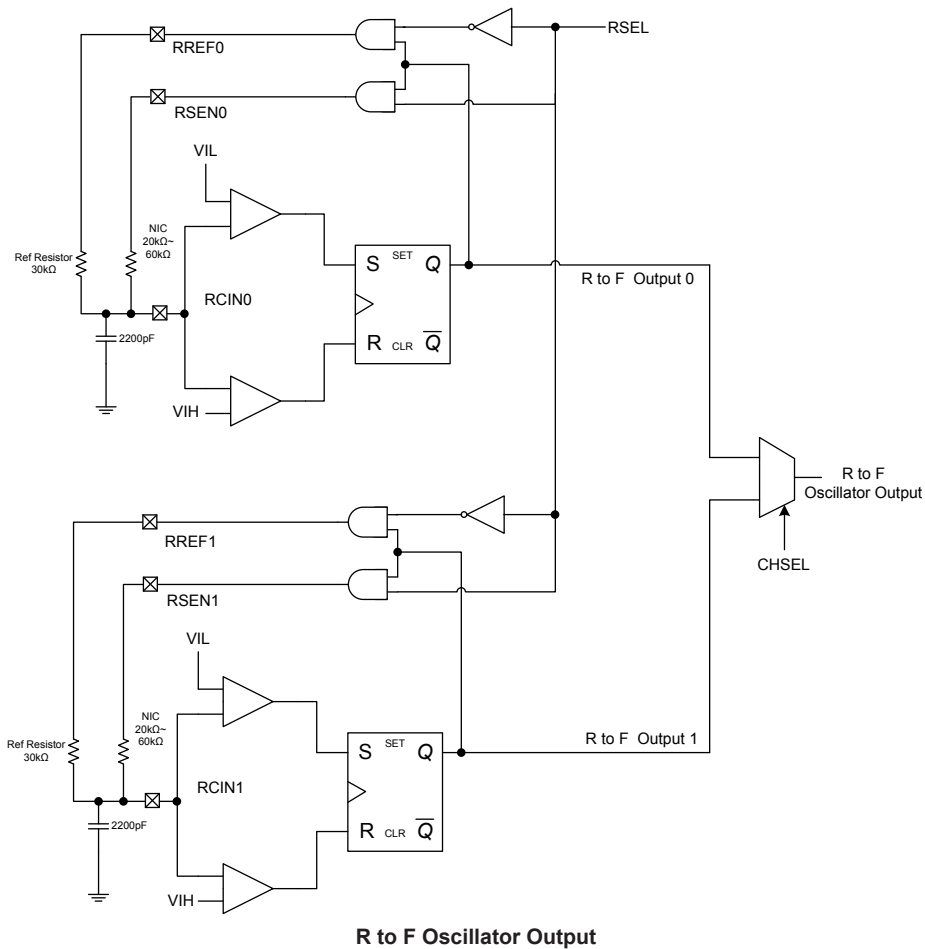 RSEL
RREF0
RSEN0
VIL
NIC
20kΩ~
60kΩ
Ref Resistor
30kΩ
RCIN0
2200pF
VIH
S SET Q
R CLR Q
R to F Output 0
R to F
Oscillator Output
CHSEL
RREF1
RSEN1
VIL
NIC
20kΩ~
60kΩ
Ref Resistor
30kΩ
RCIN1
2200pF
VIH
S SET Q
R CLR Q
R to F Output 1
R to F Oscillator Output